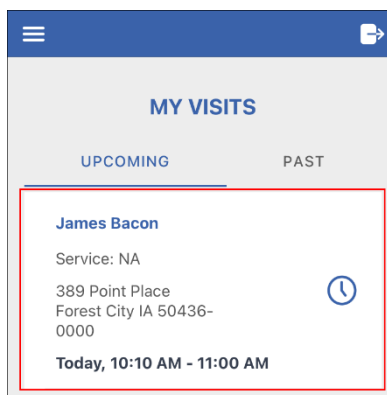 MY VISITS
UPCOMING
PAST
James Bacon
Service: NA
389 Point Place
Forest City IA 50436-
0000
Today, 10:10 AM - 11:00 AM